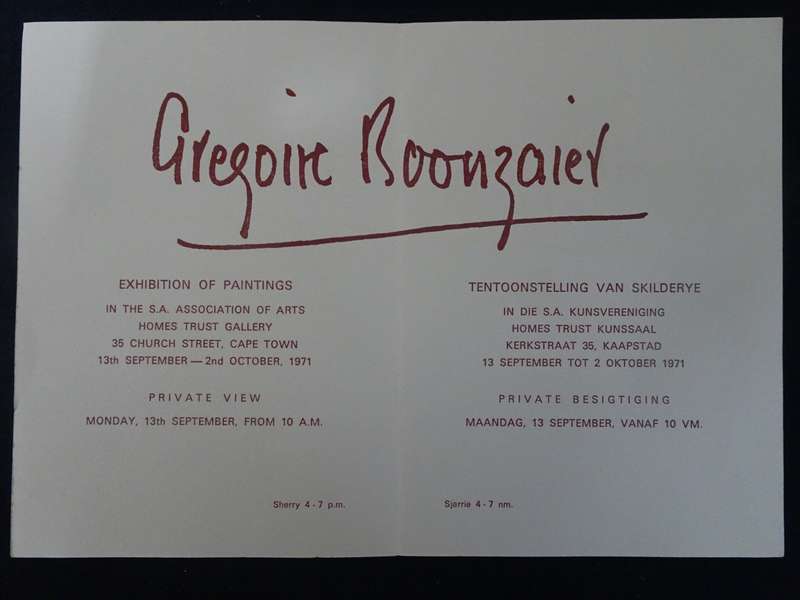 Gregoire Boonzaier
EXHIBITION OF PAINTINGS
IN THE S.A. ASSOCIATION OF ARTS
HOMES TRUST GALLERY
35 CHURCH STREET, CAPE TOWN
13th SEPTEMBER — 2nd OCTOBER, 1971
PRIVATE VIEW
MONDAY, 13th SEPTEMBER, FROM 10 A.M.
Sherry 4 - 7 p.m.
TENTOONSTELLING VAN SKILDERYE
IN DIE S.A. KUNSVERENIGING
HOMES TRUST KUNSSAAL
KERKSTRAAT 35, KAAPSTAD
13 SEPTEMBER TOT 2 OKTOBER 1971
PRIVATE BESIGTIGING
MAANDAG, 13 SEPTEMBER, VANAF 10 VM.
Sjerrie 4 - 7 nm.